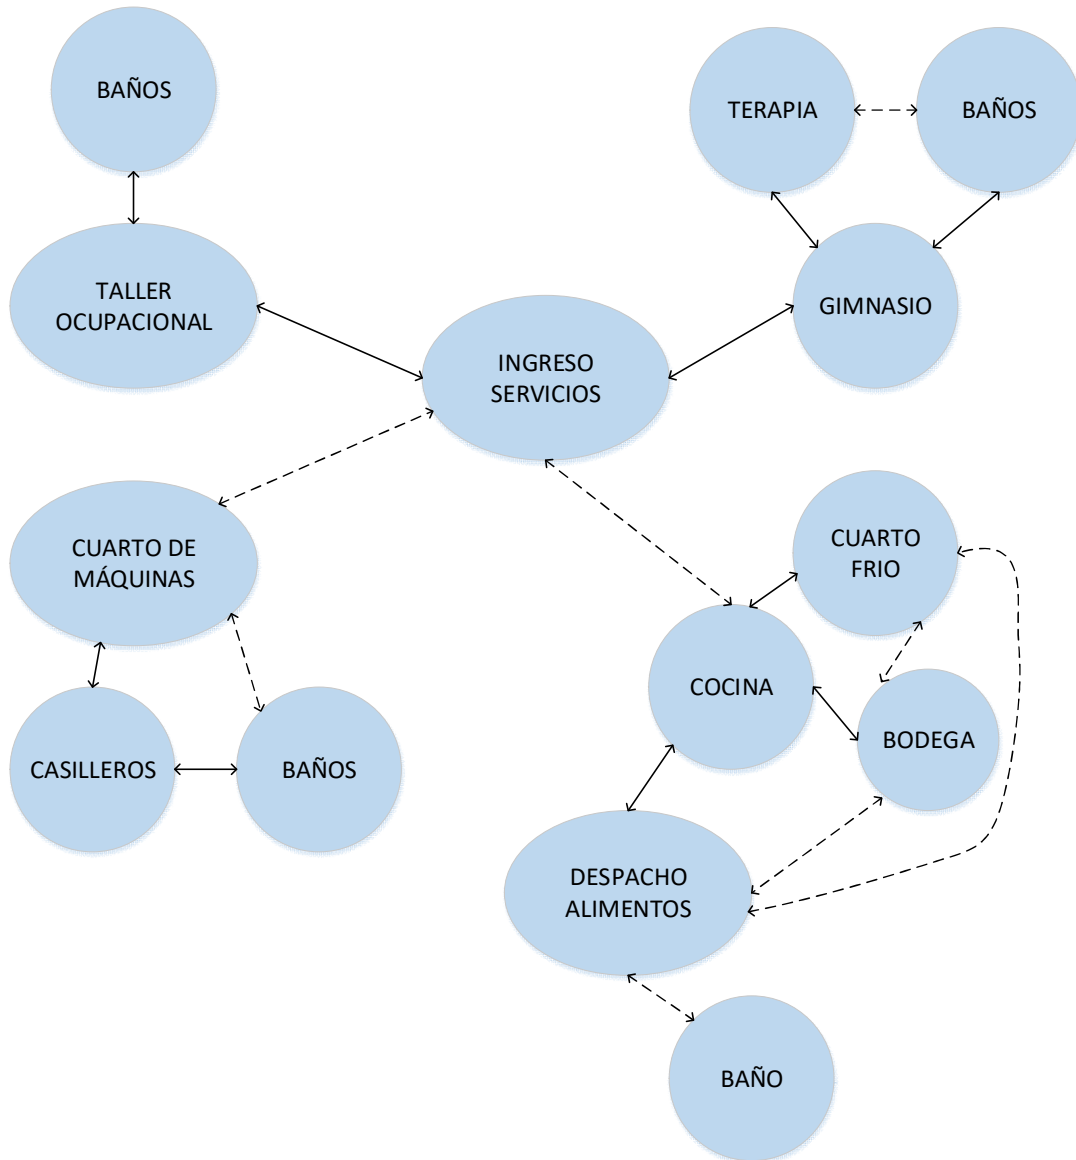 BAÑOS
TERAPIA
BAÑOS
TALLER
OCUPACIONAL
GIMNASIO
INGRESO
SERVICIOS
CUARTO DE
MÁQUINAS
CUARTO
FRIO
COCINA
BODEGA
CASILLEROS
BAÑOS
DESPACHO
ALIMENTOS
BAÑO